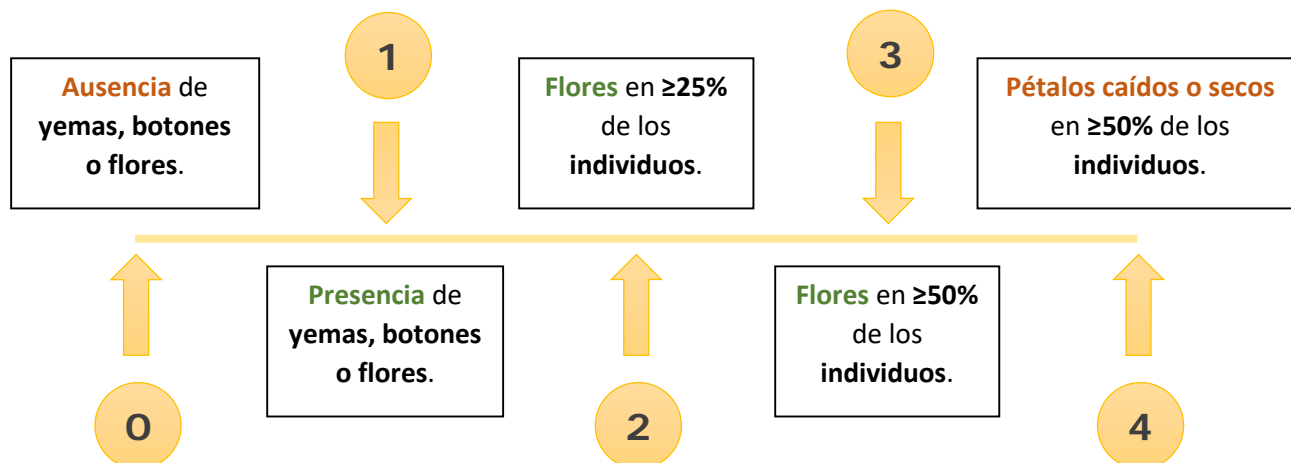 1
3
Ausencia de
yemas, botones
o flores.
Flores en ≥25%
de los
individuos.
Pétalos caídos o secos
en ≥50% de los
individuos.
Presencia de
yemas, botones
o flores.
Flores en ≥50%
de los
individuos.
0
2
4